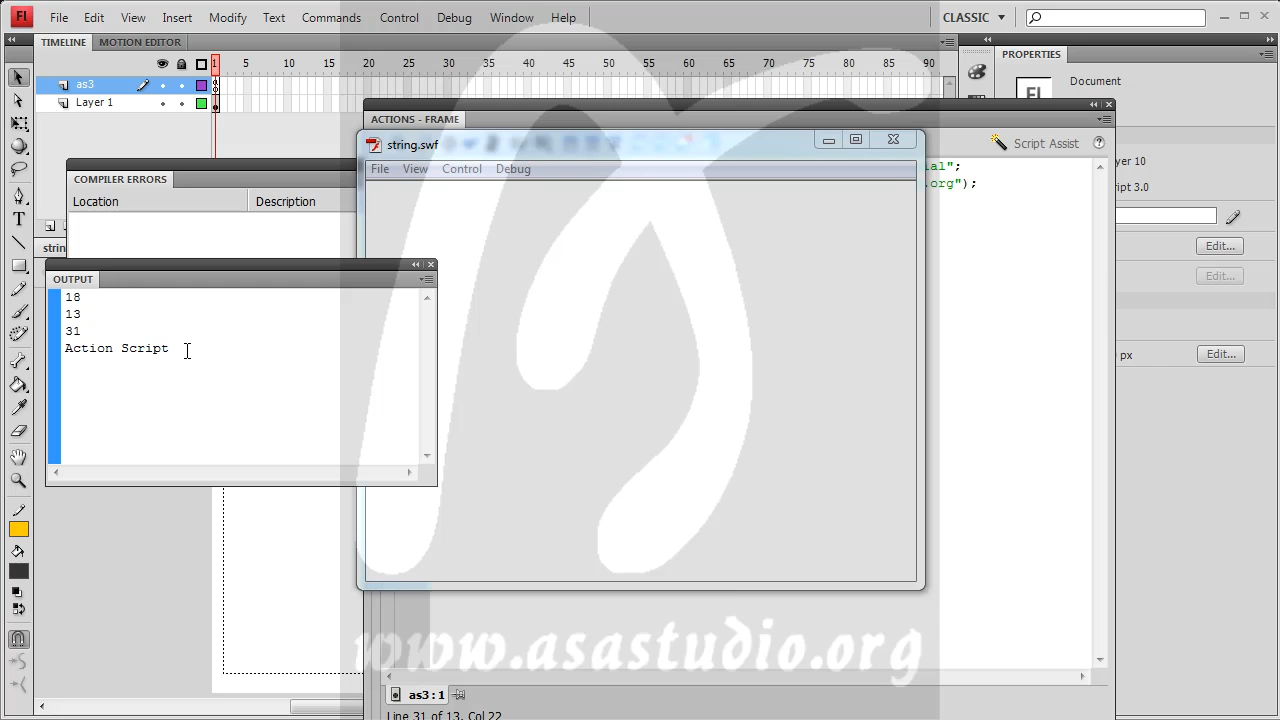 Fl File Edit View Insert Modify Text Commands Control Debug Window Help CLASSIC
TIMELINE MOTION EDITOR
PROPERTIES
1 5 10 15 20 25 30 35 40 45 50 55 60 65 70 75 80 85 90
as3
Layer 1
Document
ACTIONS - FRAME
string.swf
Script Assist
File View Control Debug
ial";
.org");
COMPILER ERRORS
Location Description
yer 10
ript 3.0
strin
Edit...
Edit...
OUTPUT
18
13
31
Action Script
px
Edit...
www.asastudio.org
as3:1
Line 31 of 13, Col 22